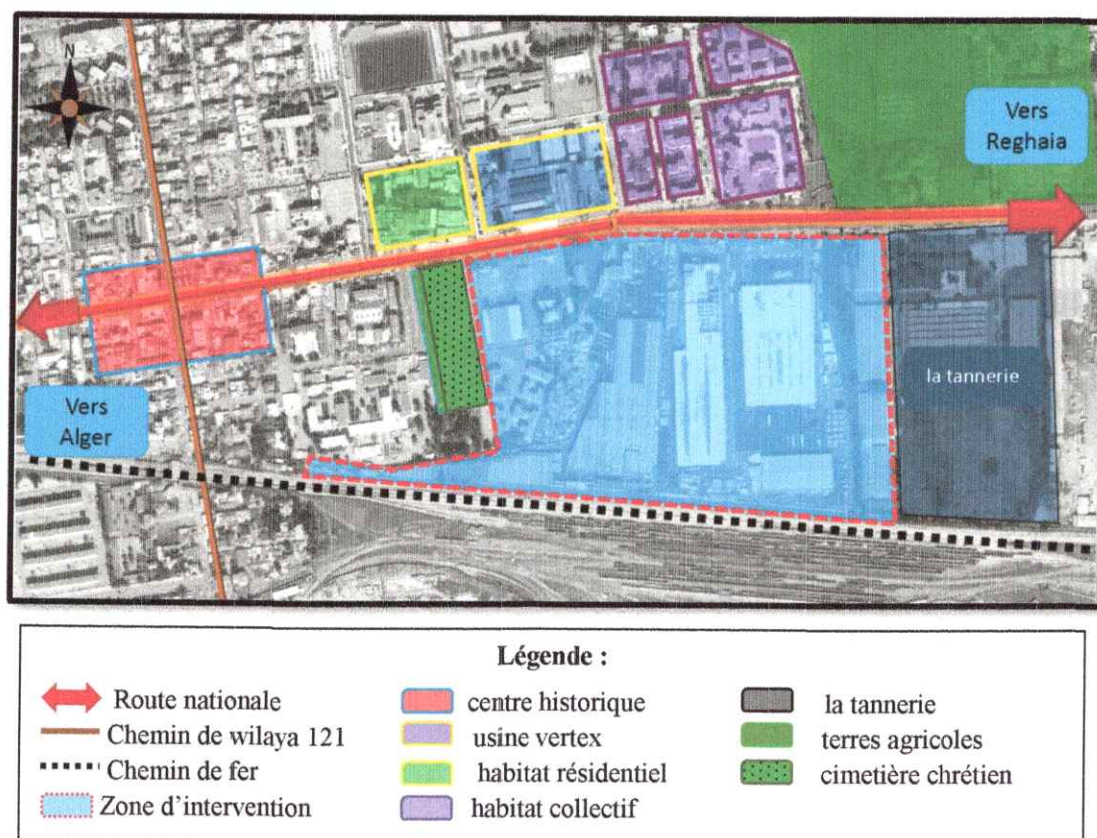 N
Vers
Reghaia
la tannerie
Vers
Alger
Légende :
Route nationale
centre historique
la tannerie
Chemin de wilaya 121
usine vertex
terres agricoles
Chemin de fer
habitat résidentiel
cimetière chrétien
Zone d'intervention
habitat collectif